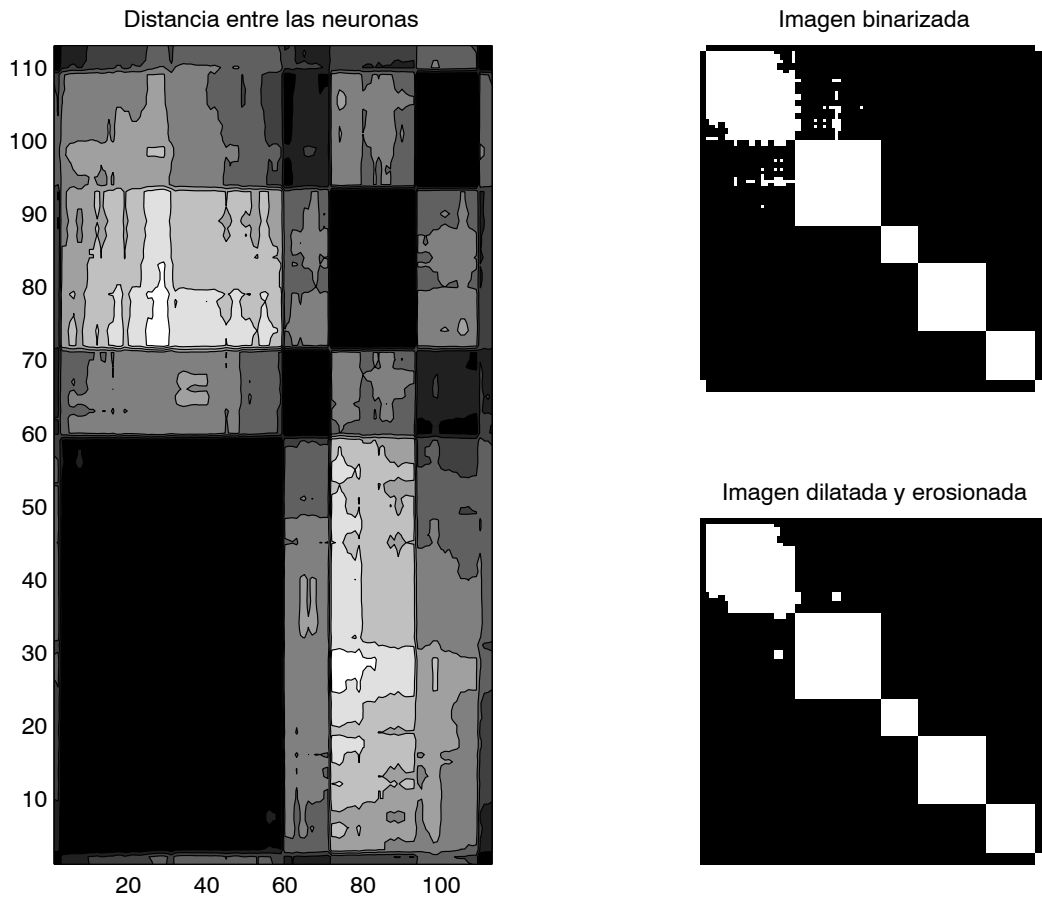 Distancia entre las neuronas
110
100
90
80
70
60
50
40
30
20
10
20 40 60 80 100
Imagen binarizada
Imagen dilatada y erosionada